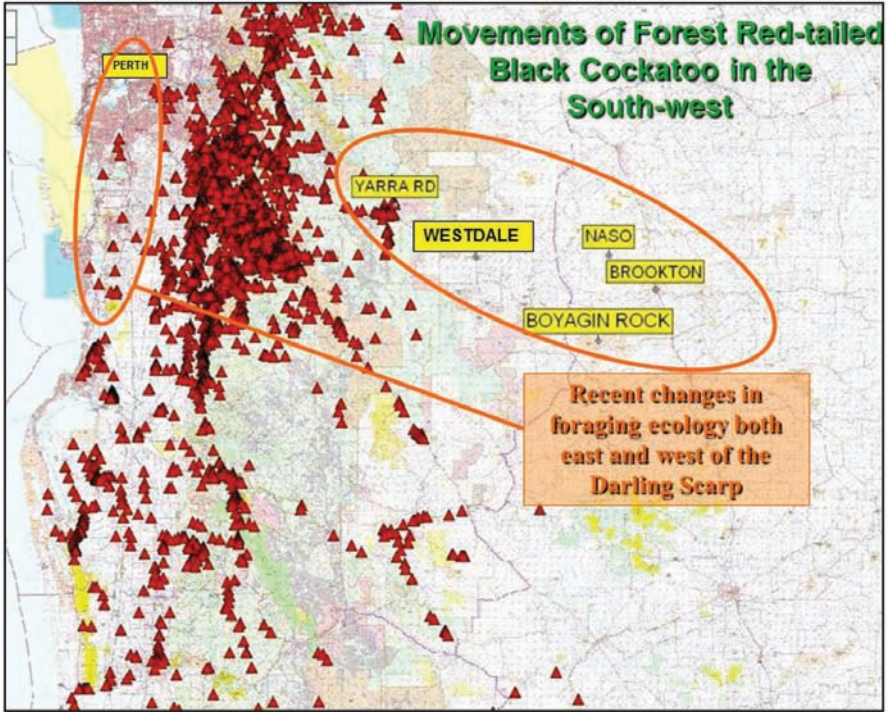 Movements of Forest Red-tailed
Black Cockatoo in the
South-west
PERTH
YARRA RD
WESTDALE
NASO
BROOKTON
BOYAGIN ROCK
Recent changes in
foraging ecology both
east and west of the
Darling Scarp